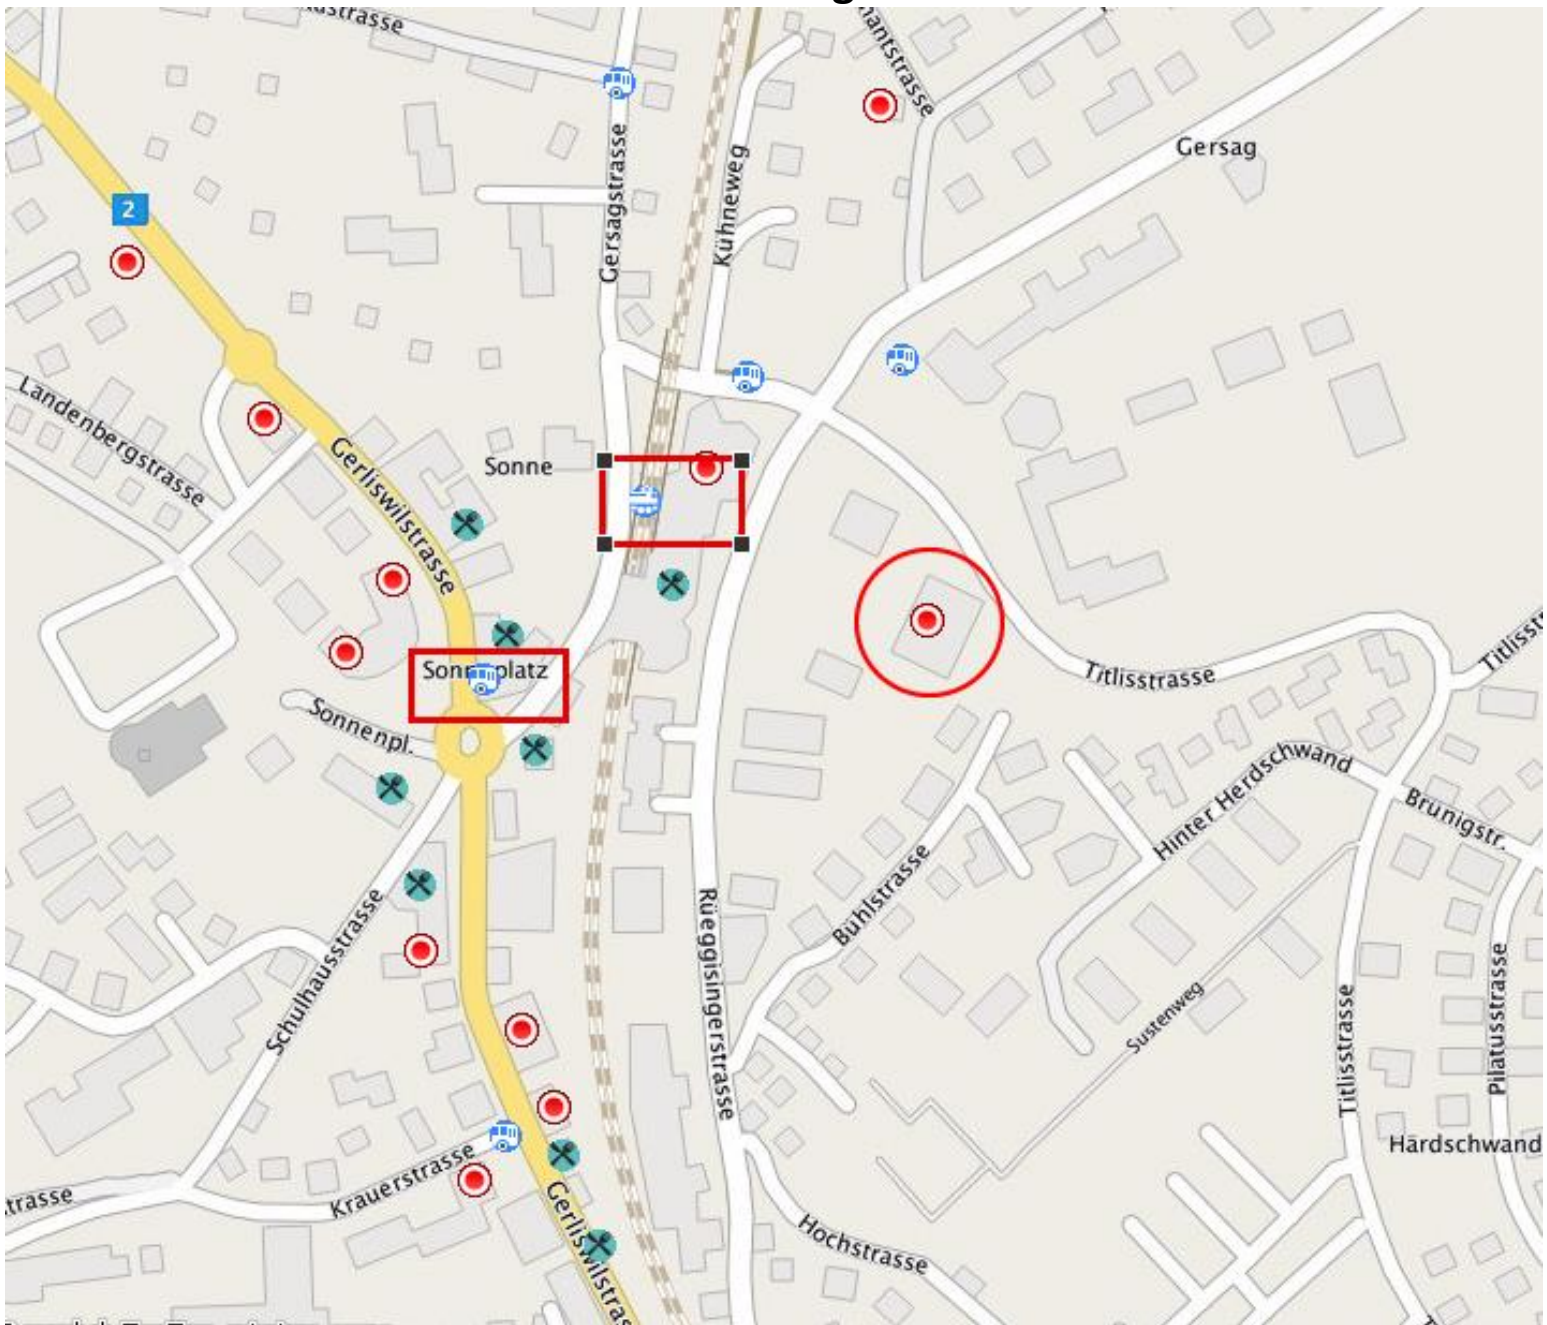 Gersag
Gersagstrasse
Kühneweg
2
Landenbergstrasse
Gerliswilstrasse
Sonne
Sonnenpl.
Titlisstrasse
Hinter Herdschwand
Brunigstr.
Bühlstrasse
Rüeggisingerstrasse
Schulhausstrasse
Sustenweg
Titlisstrasse
Pilatusstrasse
Härdschwand
Krauerstrasse
Hochstrasse